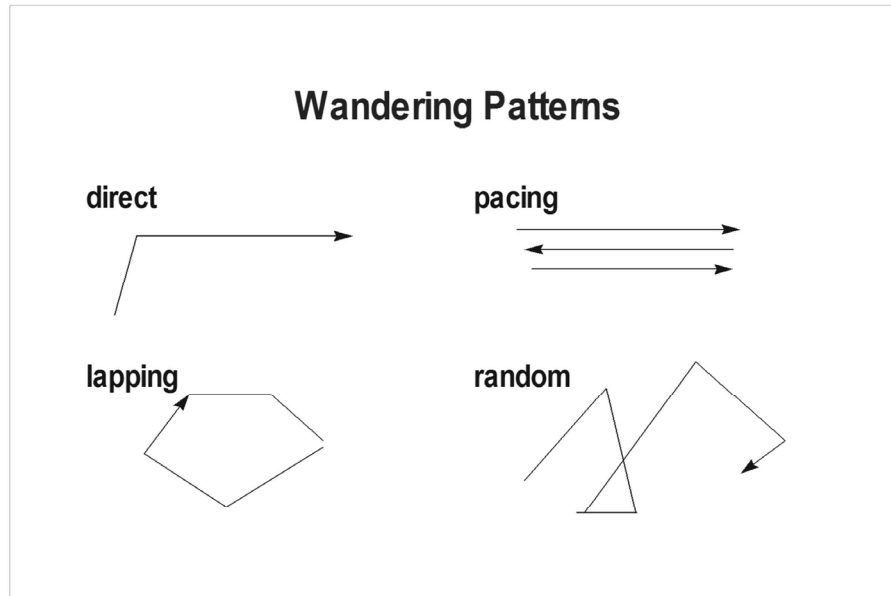 Wandering Patterns
direct
pacing
lapping
random